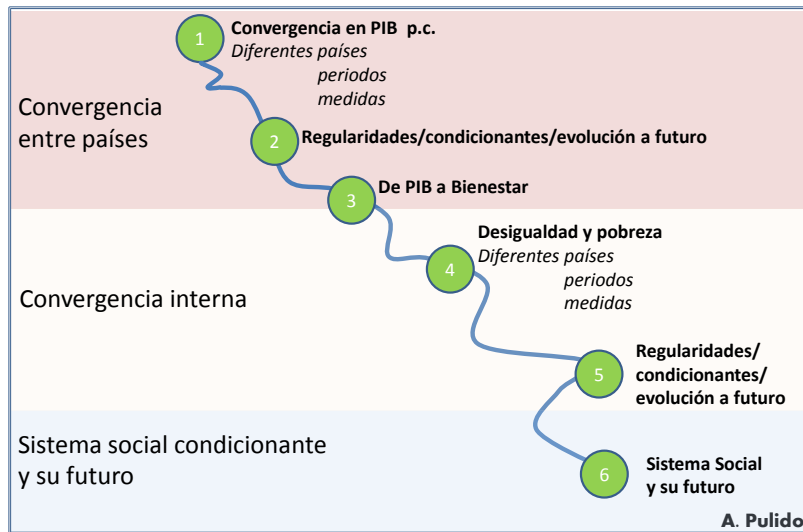 1
Convergencia en PIB p.c.
Diferentes países
periodos
medidas
Convergencia
entre países
2
Regularidades/condicionantes/evolución a futuro
3
De PIB a Bienestar
Desigualdad y pobreza
Diferentes países
periodos
medidas
4
Convergencia interna
5
Regularidades/
condicionantes/
evolución a futuro
Sistema social condicionante
y su futuro
6
Sistema Social
y su futuro
A. Pulido